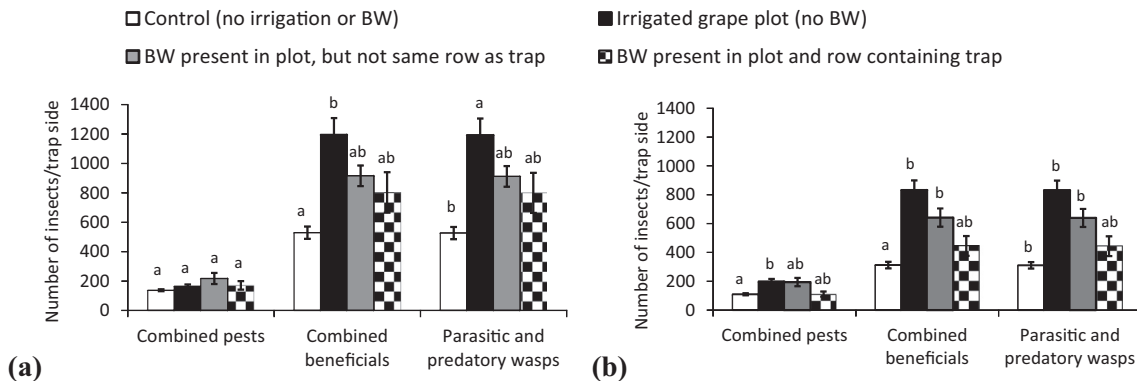 Control (no irrigation or BW)
Irrigated grape plot (no BW)
BW present in plot, but not same row as trap
BW present in plot and row containing trap
Number of insects/trap side
1400
1200
1000
800
600
400
200
0
a a a a
a b ab ab
b a ab ab
Combined pests
Combined
beneficials
Parasitic and
predatory wasps
(a)
Number of insects/trap side
1400
1200
1000
800
600
400
200
0
a b ab ab
a b b ab
b b b ab
Combined pests
Combined
beneficials
Parasitic and
predatory wasps
(b)